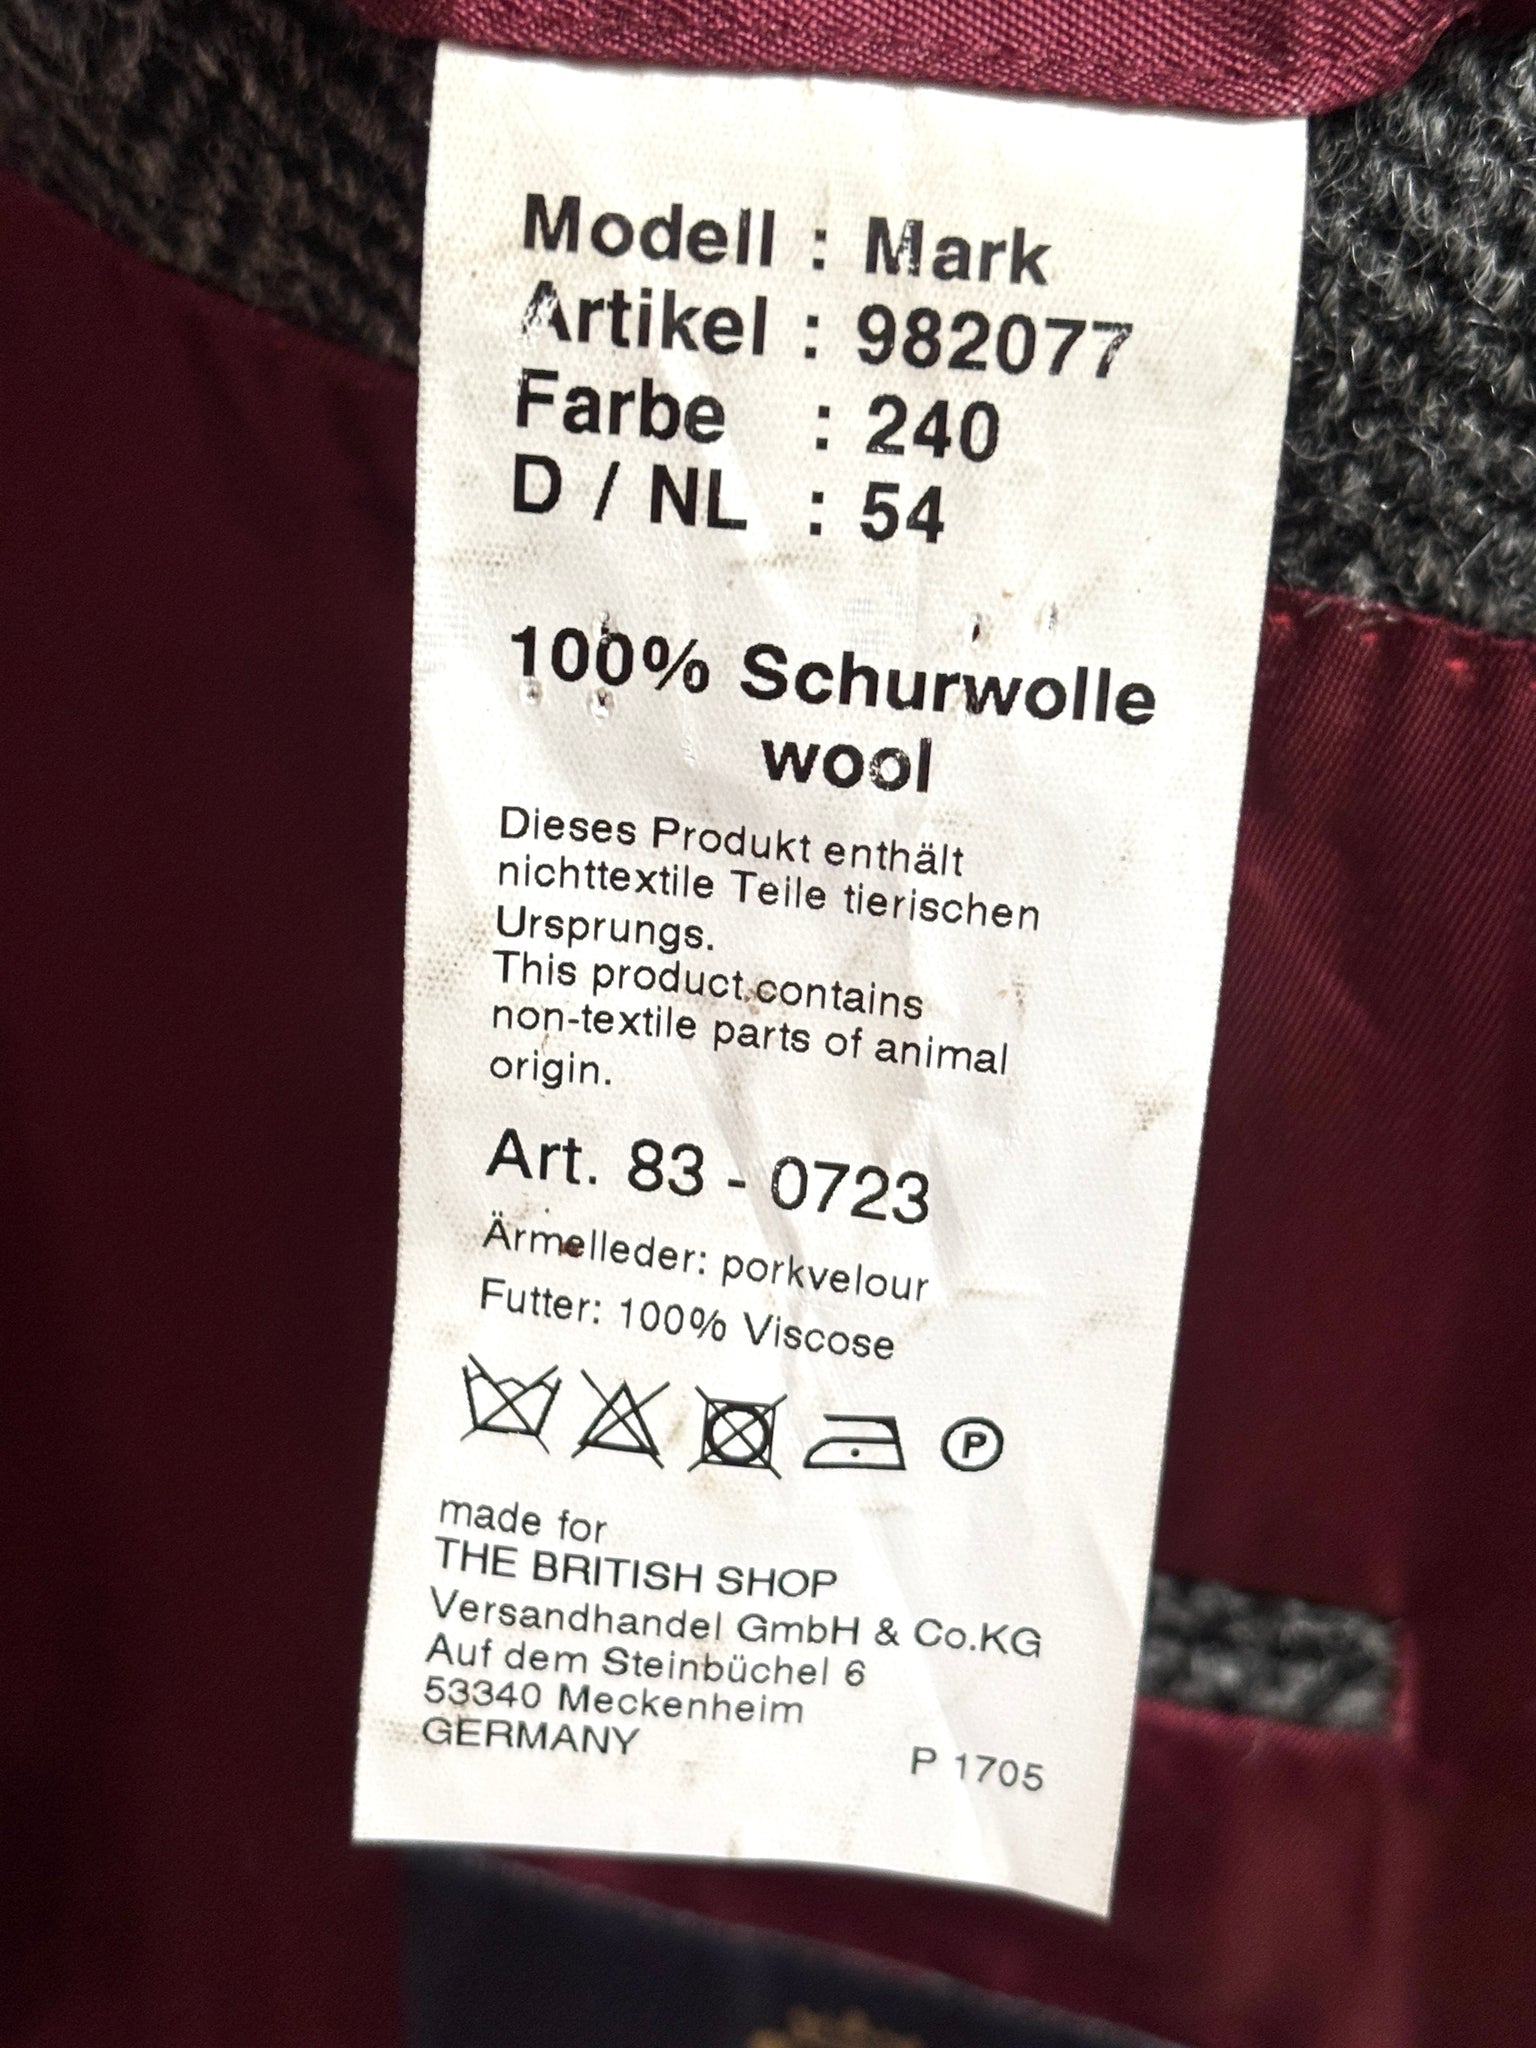 Modell : Mark
Artikel : 982077
Farbe : 240
D / NL : 54
100% Schurwolle
wool
Dieses Produkt enthält
nichttextile Teile tierischen
Ursprungs.
This product contains
non-textile parts of animal
origin.
Art. 83 - 0723
Ärmelleder: porkvelour
Futter: 100% Viscose
P
made for
THE BRITISH SHOP
Versandhandel GmbH & Co.KG
Auf dem Steinbüchel 6
53340 Meckenheim
GERMANY
P 1705